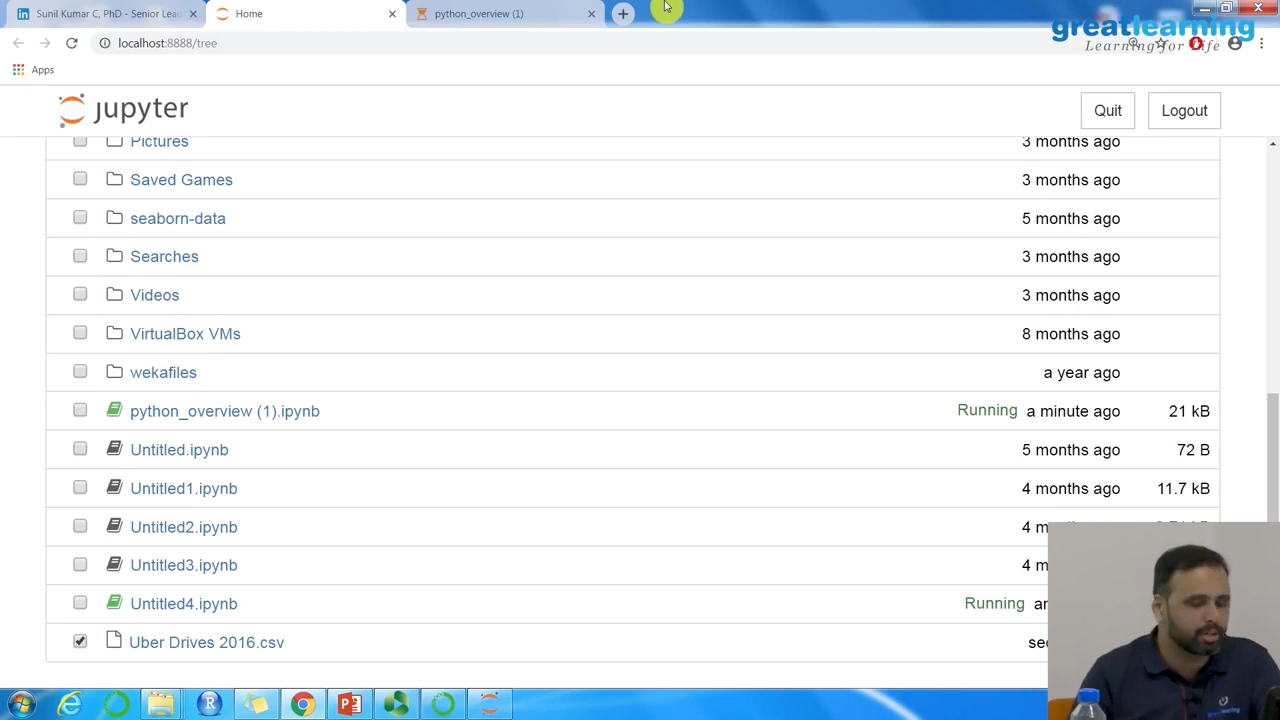 Sunil Kumar C, PhD - Senior Lea
Home
python_overview (1)
localhost:8888/tree
greatlearning
Learning for Life
Apps
jupyter
Quit
Logout
Pictures
3 months ago
Saved Games
3 months ago
seaborn-data
5 months ago
Searches
3 months ago
Videos
3 months ago
VirtualBox VMs
8 months ago
wekafiles
a year ago
python_overview (1).ipynb
Running a minute ago
21 kB
Untitled.ipynb
5 months ago
72 B
Untitled1.ipynb
4 months ago
11.7 kB
Untitled2.ipynb
4 m
Untitled3.ipynb
4 m
Untitled4.ipynb
Running
Uber Drives 2016.csv